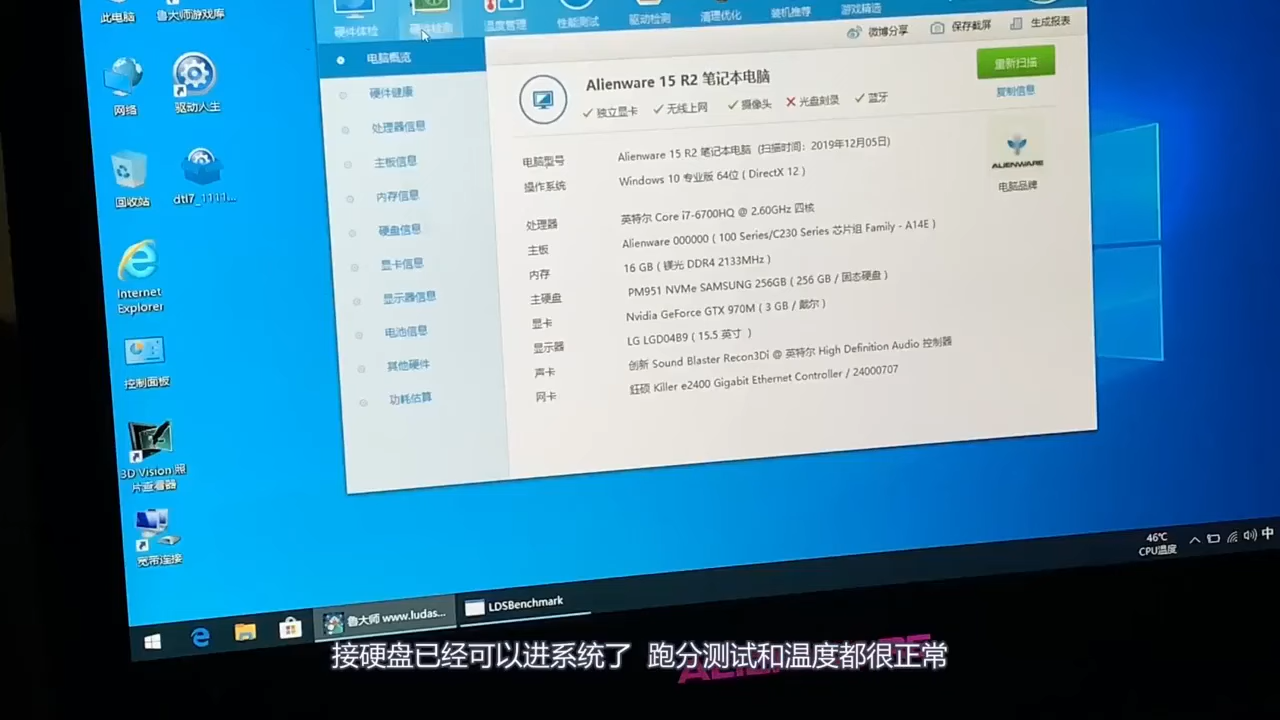 此电脑
鲁大师游戏库
网络
驱动人生
回收站
dtl7_1111...
Internet
Explorer
控制面板
3D Vision 照
片查看器
宽带连接
硬件体检
硬件检测
温度管理
性能测试
驱动检测
清理优化
装机推荐
游戏精选
微博分享
保存截屏
生成报表
电脑概览
硬件健康
处理器信息
主板信息
内存信息
硬盘信息
显卡信息
显示器信息
电池信息
其他硬件
功耗估算
Alienware 15 R2 笔记本电脑
重新扫描
✓ 独立显卡 ✓ 无线上网 ✓ 摄像头 ✗ 光盘刻录 ✓ 蓝牙
复制信息
电脑型号 Alienware 15 R2 笔记本电脑 (扫描时间：2019年12月05日)
操作系统 Windows 10 专业版 64位 ( DirectX 12 )
ALIENWARE
电脑品牌
处理器 英特尔 Core i7-6700HQ @ 2.60GHz 四核
主板 Alienware 000000 ( 100 Series/C230 Series 芯片组 Family - A14E )
内存 16 GB ( 镁光 DDR4 2133MHz )
主硬盘 PM951 NVMe SAMSUNG 256GB ( 256 GB / 固态硬盘 )
显卡 Nvidia GeForce GTX 970M ( 3 GB / 戴尔 )
显示器 LG LGD04B9 ( 15.5 英寸 )
声卡 创新 Sound Blaster Recon3Di @ 英特尔 High Definition Audio 控制器
网卡 鈺硕 Killer e2400 Gigabit Ethernet Controller / 24000707
46℃
CPU温度
中
鲁大师 www.ludas...
LDSBenchmark
ALIENWARE
接硬盘已经可以进系统了 跑分测试和温度都很正常